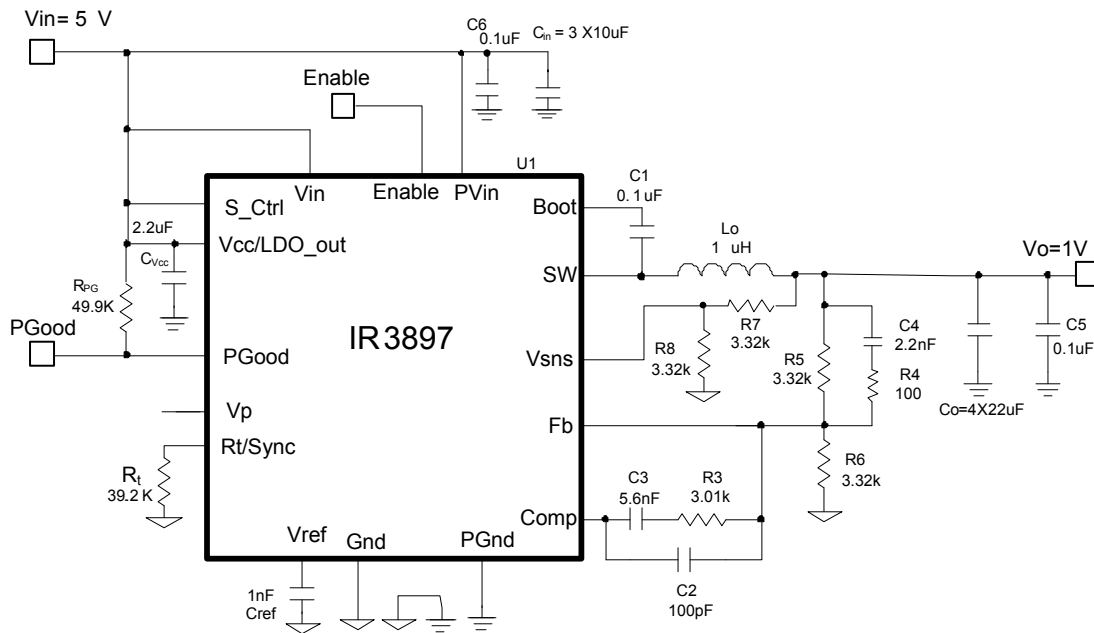 Vin= 5 V
C6
0.1uF
Cin = 3 X10uF
Enable
U1
Vin
Enable
PVin
C1
0.1uF
S_Ctrl
Boot
2.2uF
Lo
1 uH
Vo=1V
Vcc/LDO_out
CVcc
SW
RPG
49.9K
PGood
IR3897
R7
3.32k
C4
2.2nF
C5
0.1uF
R8
3.32k
Vsns
R5
3.32k
R4
100
PGood
Co=4X22uF
Vp
Fb
Rt/Sync
R6
3.32k
Rt
39.2 K
C3
5.6nF
R3
3.01k
Comp
Vref
Gnd
PGnd
1nF
Cref
C2
100pF